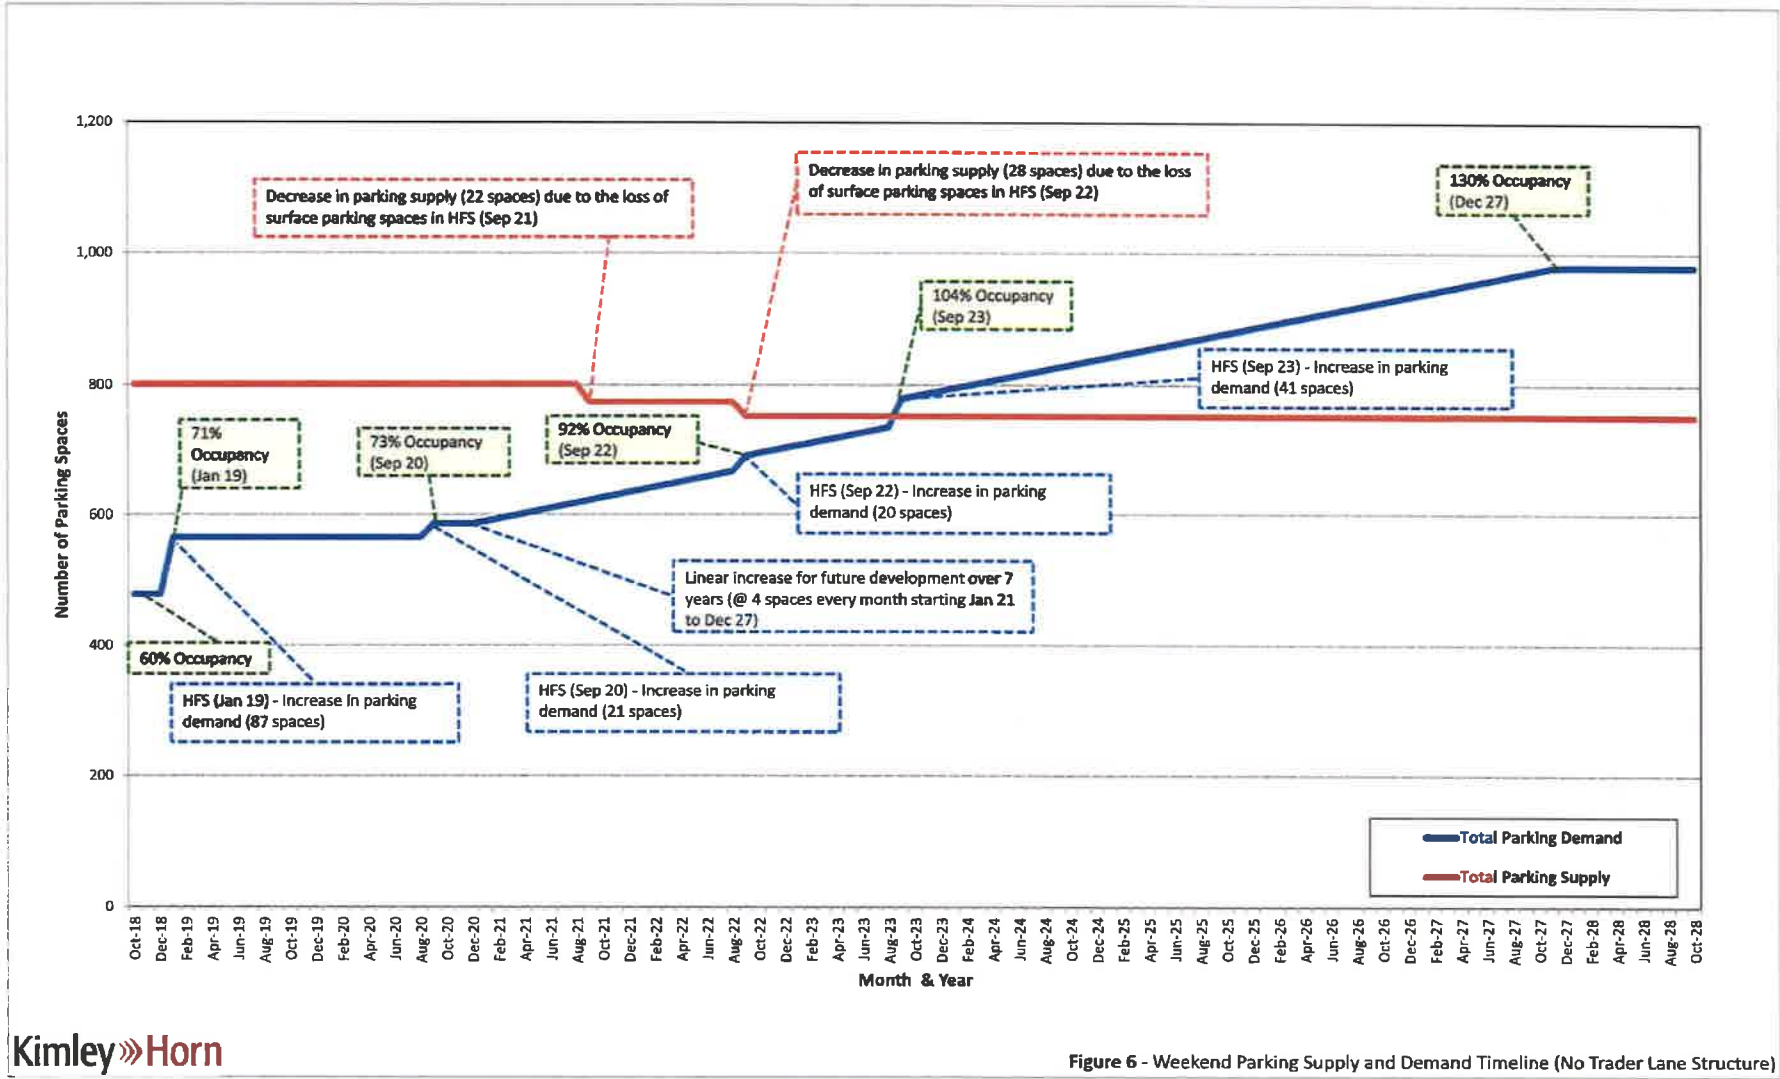 1,200
1,000
800
600
400
200
0
Number of Parking Spaces
Decrease in parking supply (22 spaces) due to the loss of
surface parking spaces in HFS (Sep 21)
Decrease in parking supply (28 spaces) due to the loss
of surface parking spaces in HFS (Sep 22)
130% Occupancy
(Dec 27)
104% Occupancy
(Sep 23)
HFS (Sep 23) - Increase in parking
demand (41 spaces)
71%
Occupancy
(Jan 19)
73% Occupancy
(Sep 20)
92% Occupancy
(Sep 22)
HFS (Sep 22) - Increase in parking
demand (20 spaces)
Linear increase for future development over 7
years (@ 4 spaces every month starting Jan 21
to Dec 27)
60% Occupancy
HFS (Jan 19) - Increase in parking
demand (87 spaces)
HFS (Sep 20) - Increase in parking
demand (21 spaces)
Total Parking Demand
Total Parking Supply
Oct-18
Dec-18
Feb-19
Apr-19
Jun-19
Aug-19
Oct-19
Dec-19
Feb-20
Apr-20
Jun-20
Aug-20
Oct-20
Dec-20
Feb-21
Apr-21
Jun-21
Aug-21
Oct-21
Dec-21
Feb-22
Apr-22
Jun-22
Aug-22
Oct-22
Dec-22
Feb-23
Apr-23
Jun-23
Aug-23
Oct-23
Dec-23
Feb-24
Apr-24
Jun-24
Aug-24
Oct-24
Dec-24
Feb-25
Apr-25
Jun-25
Aug-25
Oct-25
Dec-25
Feb-26
Apr-26
Jun-26
Aug-26
Oct-26
Dec-26
Feb-27
Apr-27
Jun-27
Aug-27
Oct-27
Dec-27
Feb-28
Apr-28
Jun-28
Aug-28
Oct-28
Month & Year
Kimley»Horn
Figure 6 - Weekend Parking Supply and Demand Timeline (No Trader Lane Structure)